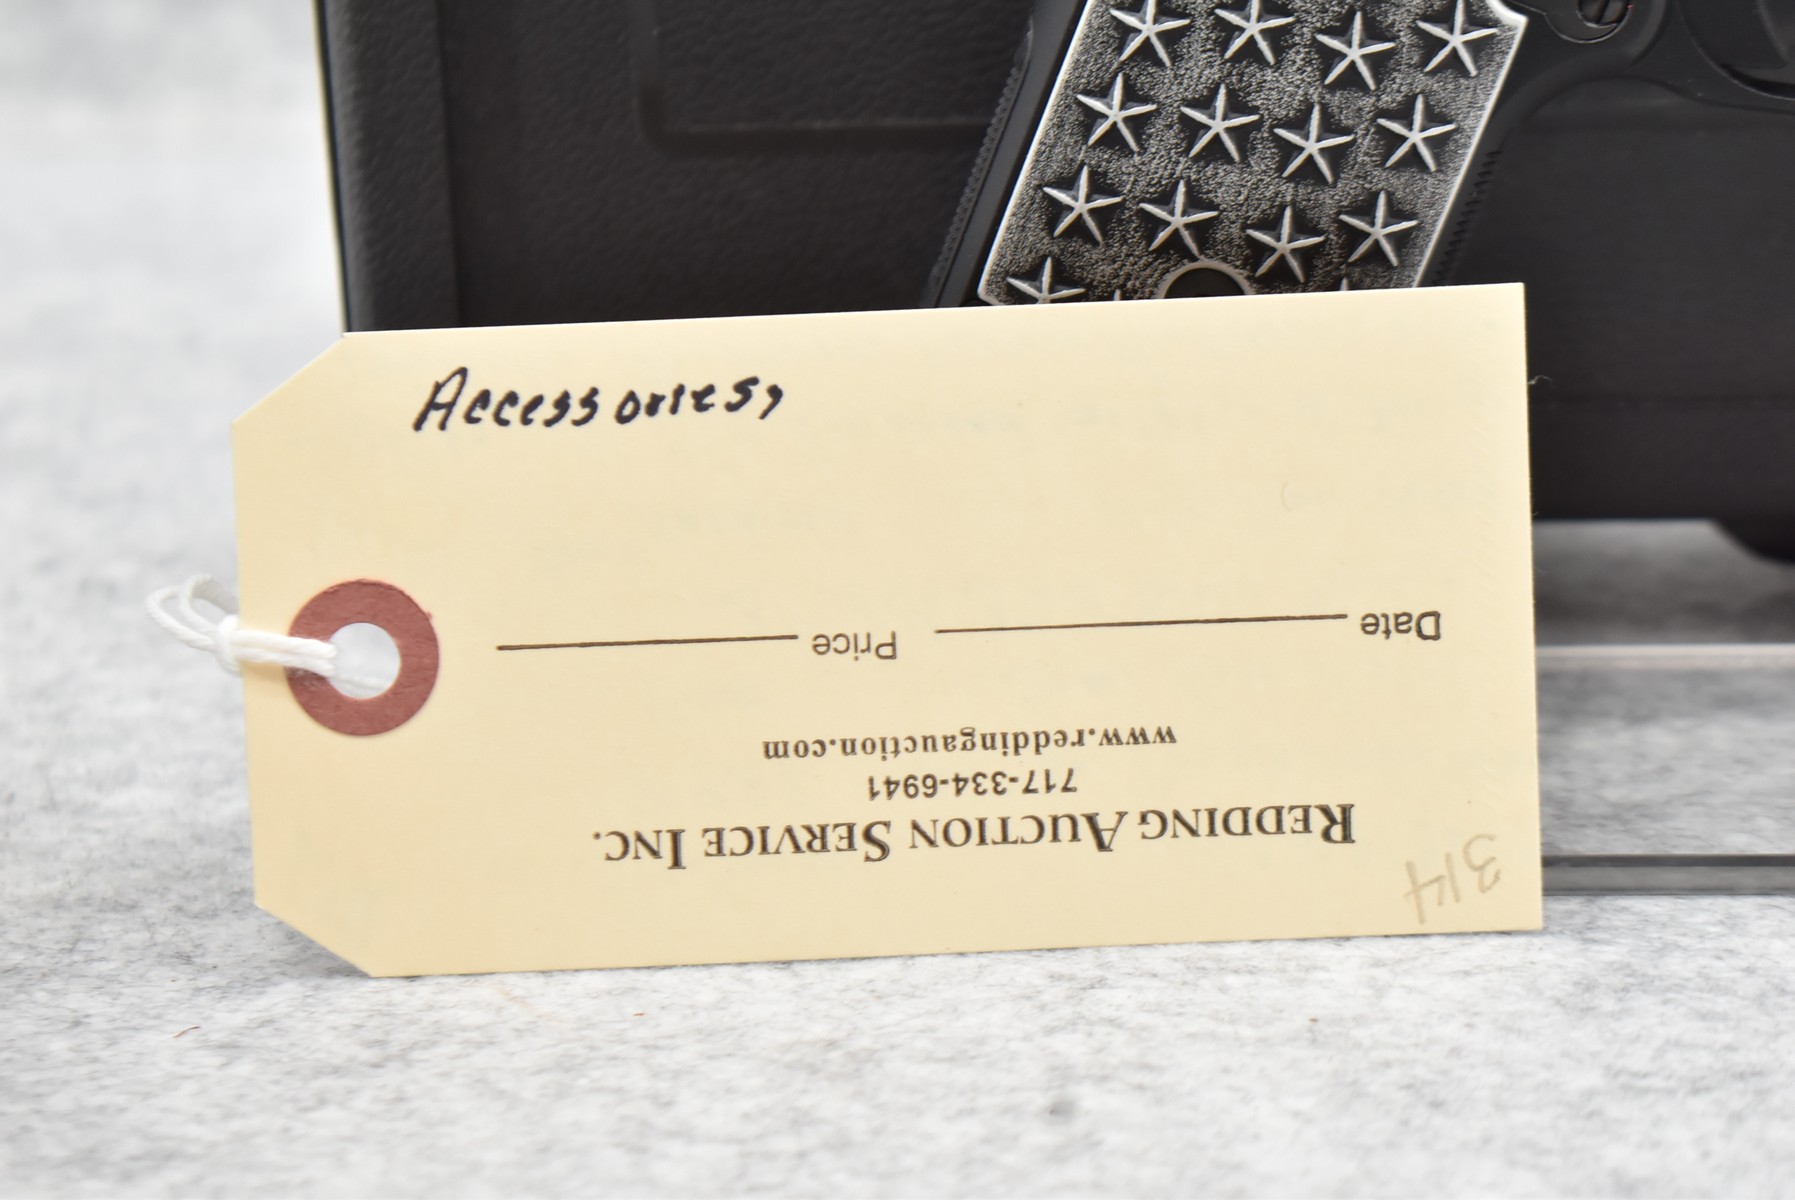 Accessories,
314
REDDING AUCTION SERVICE INC.
717-334-6941
www.reddingauction.com
Date Price